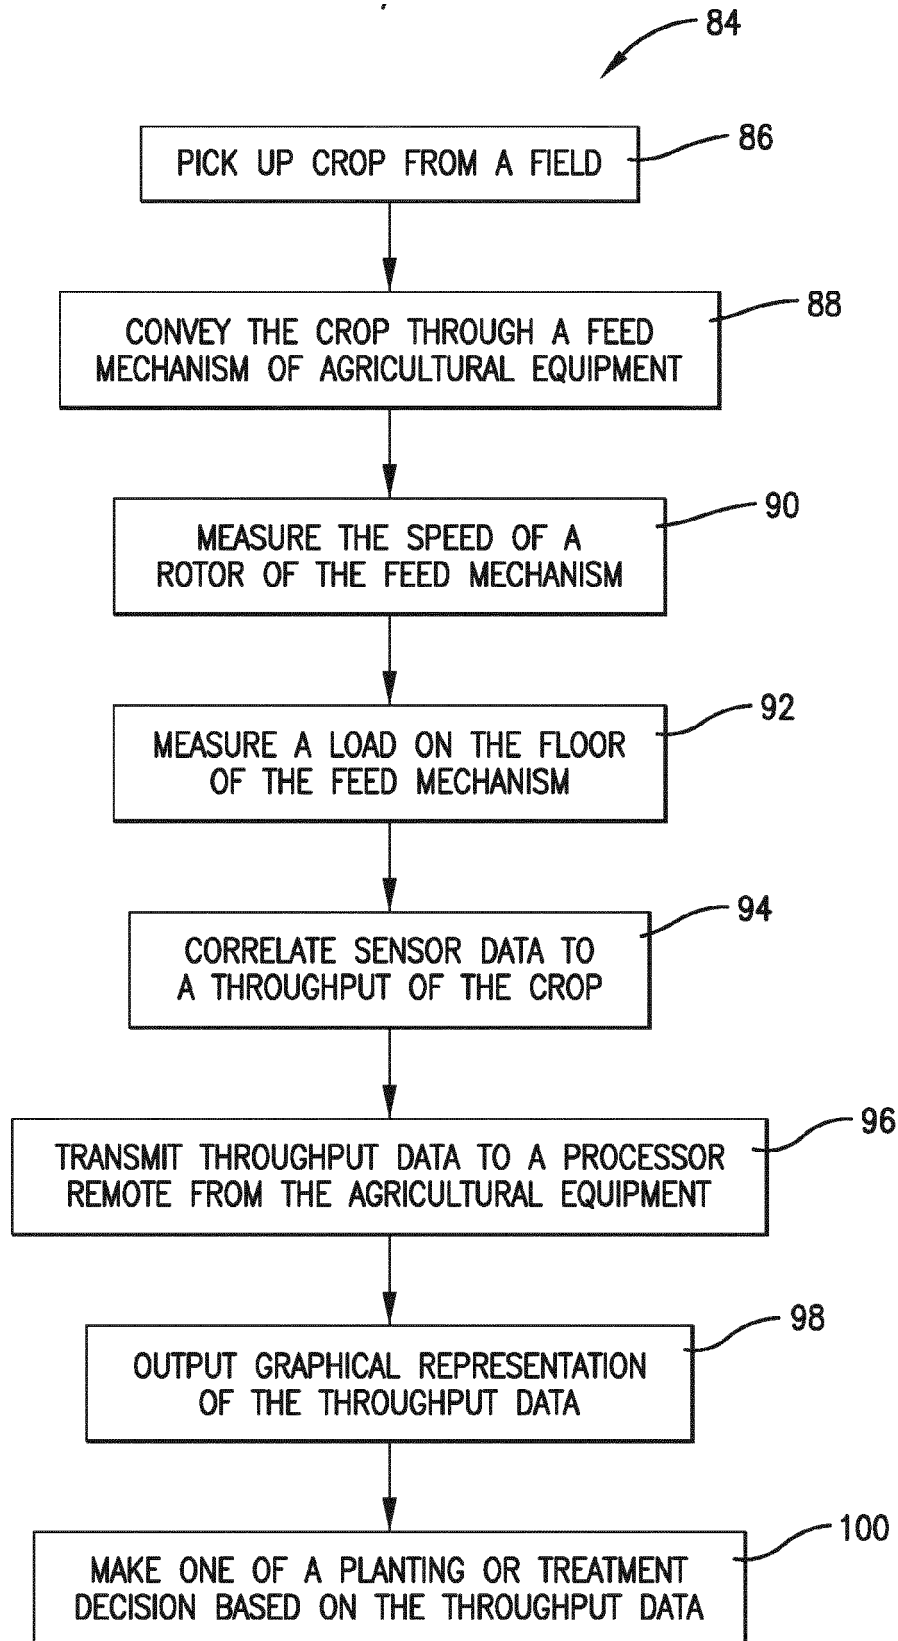 84
PICK UP CROP FROM A FIELD
86
CONVEY THE CROP THROUGH A FEED
MECHANISM OF AGRICULTURAL EQUIPMENT
88
MEASURE THE SPEED OF A
ROTOR OF THE FEED MECHANISM
90
MEASURE A LOAD ON THE FLOOR
OF THE FEED MECHANISM
92
CORRELATE SENSOR DATA TO
A THROUGHPUT OF THE CROP
94
TRANSMIT THROUGHPUT DATA TO A PROCESSOR
REMOTE FROM THE AGRICULTURAL EQUIPMENT
96
OUTPUT GRAPHICAL REPRESENTATION
OF THE THROUGHPUT DATA
98
MAKE ONE OF A PLANTING OR TREATMENT
DECISION BASED ON THE THROUGHPUT DATA
100